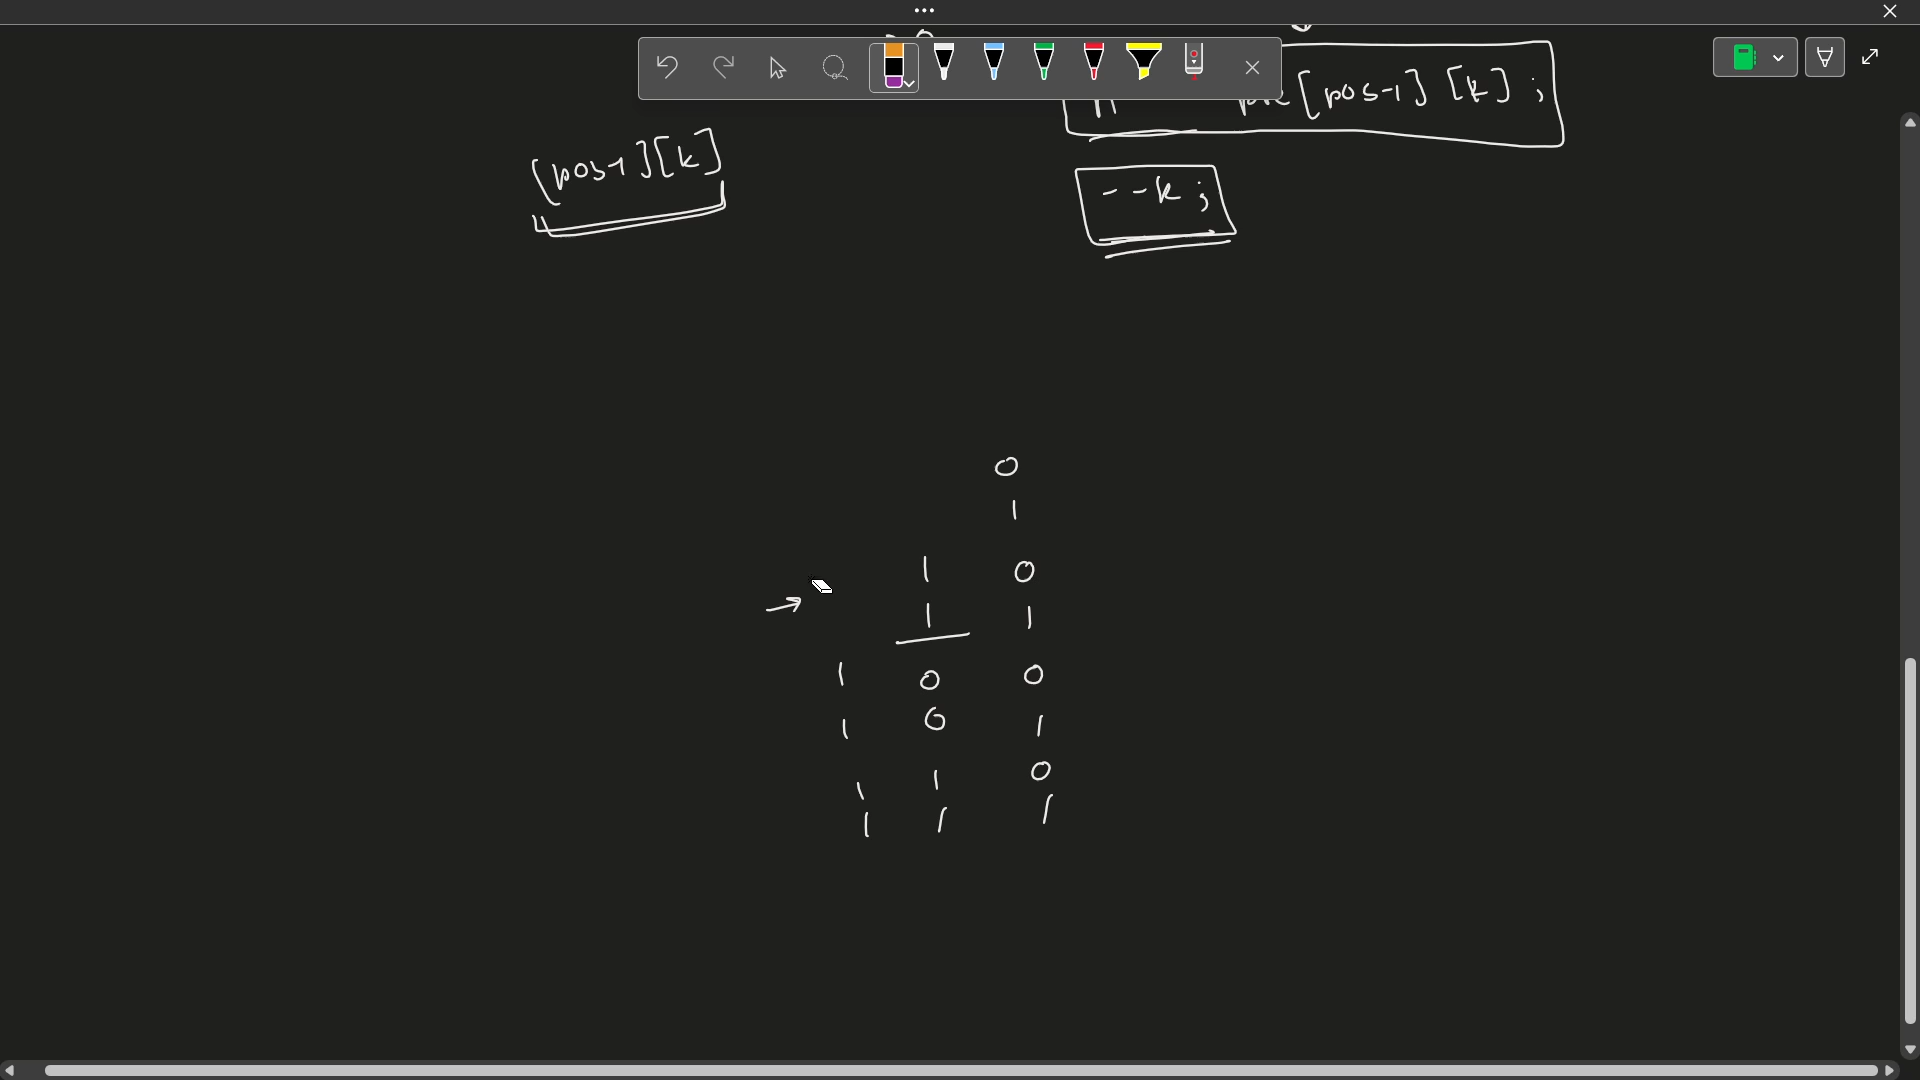 [pos-1][k];
[pos-1][k]
--k;
0
1
1 0
→ 1 1
1 0 0
1 0 1
1 1 0
1 1 1